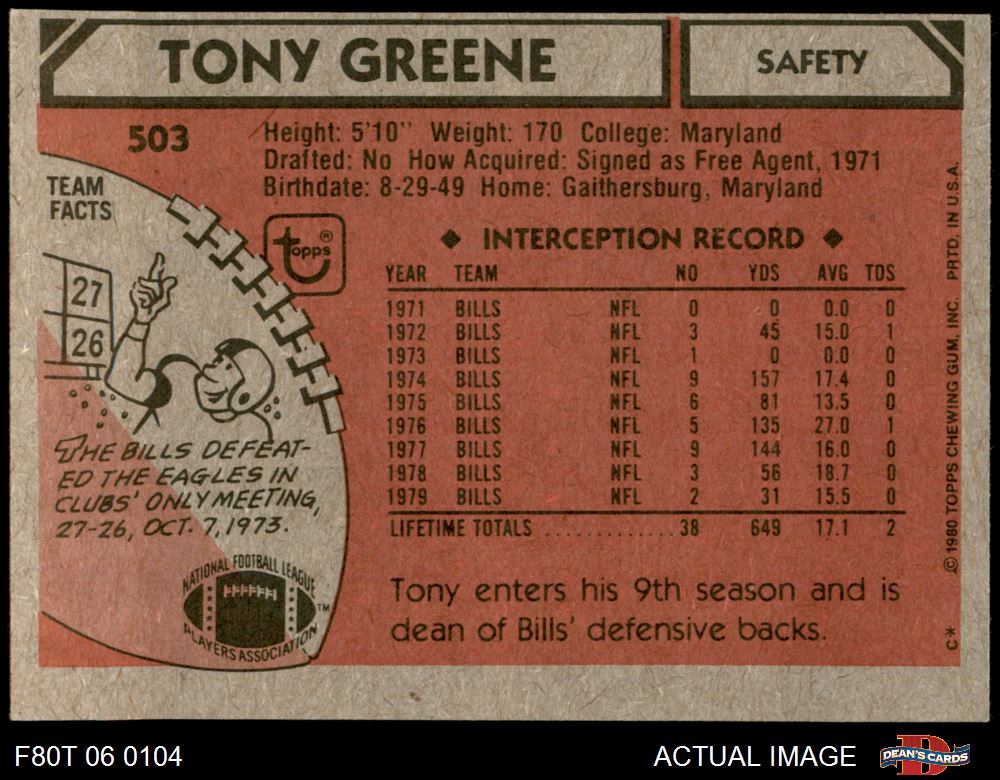 TONY GREENE
SAFETY
503
Height: 5'10" Weight: 170 College: Maryland
Drafted: No How Acquired: Signed as Free Agent, 1971
Birthdate: 8-29-49 Home: Gaithersburg, Maryland
TEAM
FACTS
27
26
THE BILLS DEFEAT-
ED THE EAGLES IN
CLUBS' ONLY MEETING,
27-26, OCT. 7, 1973.
NATIONAL FOOTBALL LEAGUE
PLAYERS ASSOCIATION
TM
topps ®
◆ INTERCEPTION RECORD ◆
YEAR TEAM NO YDS AVG TDS
1971 BILLS NFL 0 0 0.0 0
1972 BILLS NFL 3 45 15.0 1
1973 BILLS NFL 1 0 0.0 0
1974 BILLS NFL 9 157 17.4 0
1975 BILLS NFL 6 81 13.5 0
1976 BILLS NFL 5 135 27.0 1
1977 BILLS NFL 9 144 16.0 0
1978 BILLS NFL 3 56 18.7 0
1979 BILLS NFL 2 31 15.5 0
LIFETIME TOTALS ............. 38 649 17.1 2
Tony enters his 9th season and is
dean of Bills' defensive backs.
C* © 1980 TOPPS CHEWING GUM, INC. PRTD. IN U.S.A.
F80T 06 0104
ACTUAL IMAGE
DEAN'S CARDS